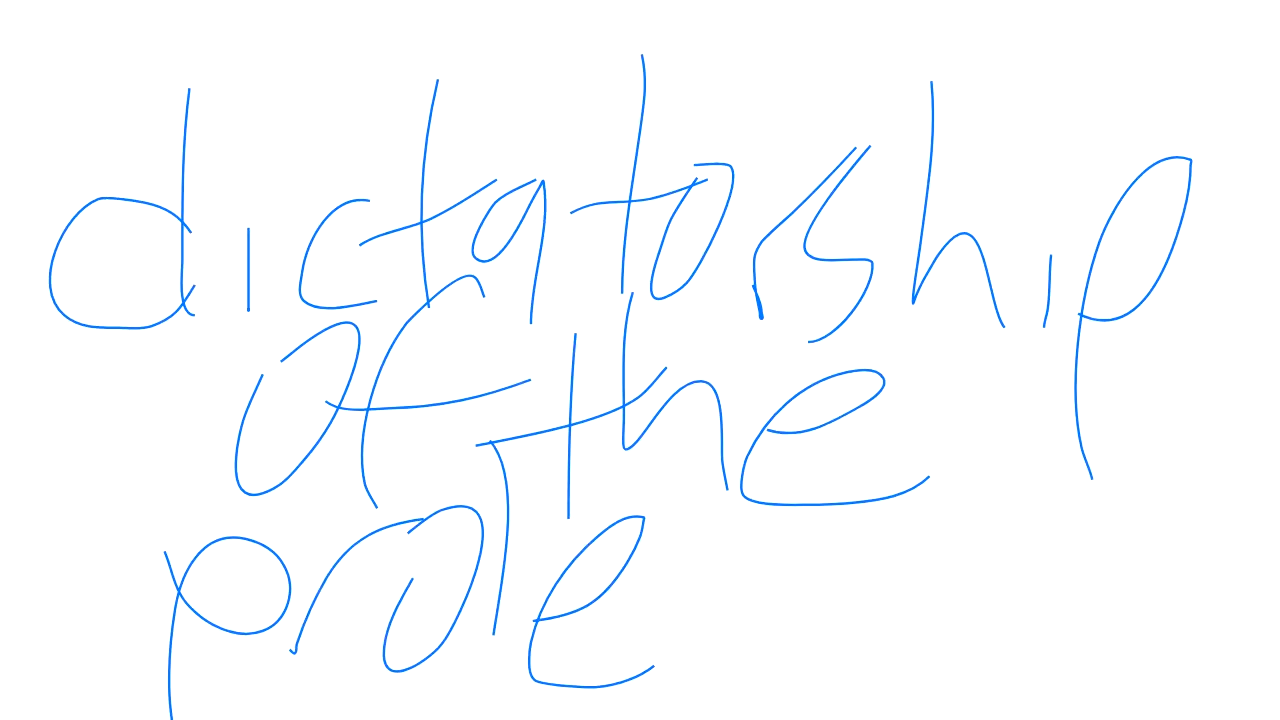 dictatorship
of the
prole